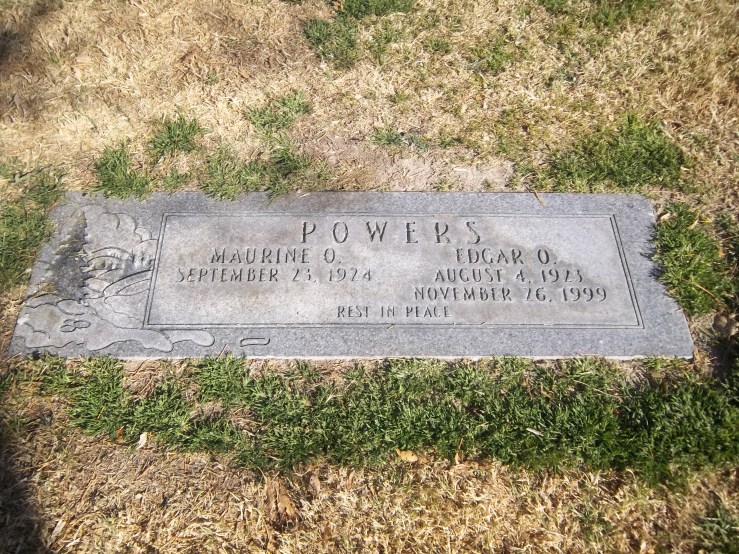 POWERS
MAURINE O. EDGAR O.
SEPTEMBER 23, 1924 AUGUST 4, 1923
NOVEMBER 26, 1999
REST IN PEACE